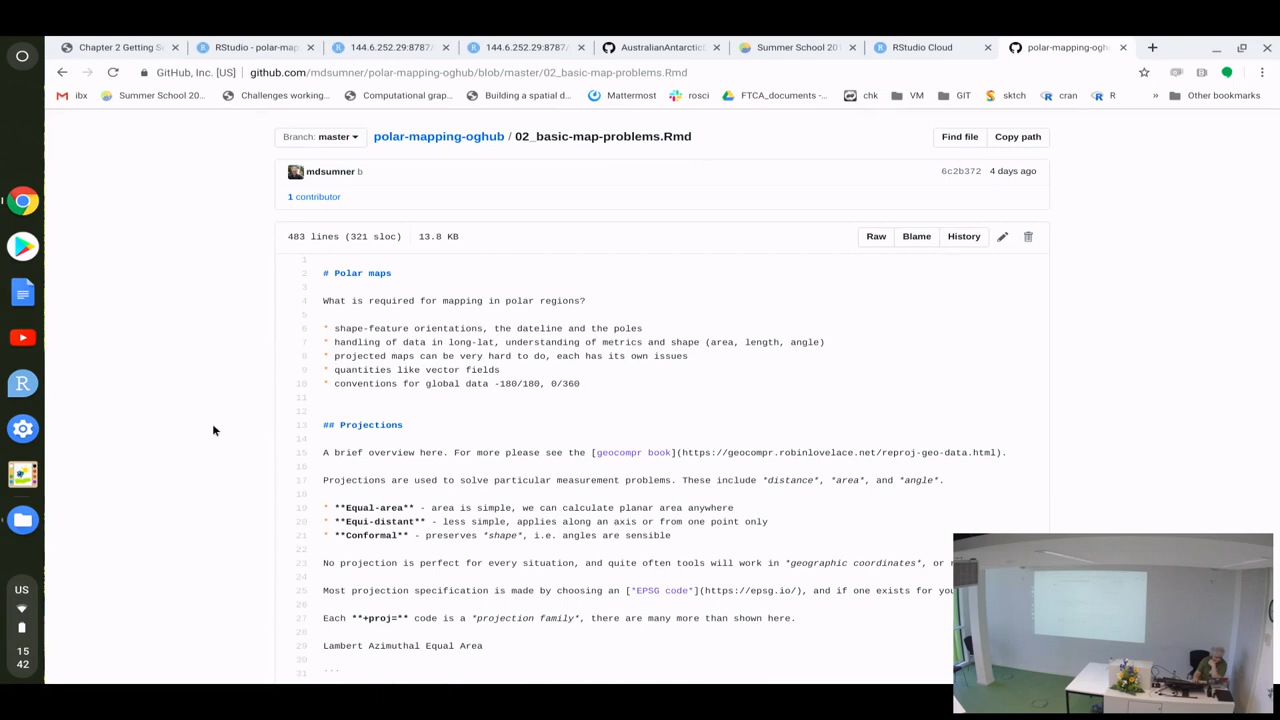 Chapter 2 Getting S
RStudio - polar-map
144.6.252.29:8787/
144.6.252.29:8787/
AustralianAntarctic
Summer School 201
RStudio Cloud
polar-mapping-ogh
GitHub, Inc. [US]
github.com/mdsumner/polar-mapping-oghub/blob/master/02_basic-map-problems.Rmd
ibx
Summer School 20...
Challenges working...
Computational grap...
Building a spatial d...
Mattermost
rosci
FTCA_documents -...
chk
VM
GIT
sktch
cran
R
»
Other bookmarks
Branch: master
polar-mapping-oghub / 02_basic-map-problems.Rmd
Find file
Copy path
mdsumner b
6c2b372 4 days ago
1 contributor
483 lines (321 sloc) 13.8 KB
Raw
Blame
History
1
2 # Polar maps
3
4 What is required for mapping in polar regions?
5
6 * shape-feature orientations, the dateline and the poles
7 * handling of data in long-lat, understanding of metrics and shape (area, length, angle)
8 * projected maps can be very hard to do, each has its own issues
9 * quantities like vector fields
10 * conventions for global data -180/180, 0/360
11
12
13 ## Projections
14
15 A brief overview here. For more please see the [geocompr book](https://geocompr.robinlovelace.net/reproj-geo-data.html).
16
17 Projections are used to solve particular measurement problems. These include *distance*, *area*, and *angle*.
18
19 * **Equal-area** - area is simple, we can calculate planar area anywhere
20 * **Equi-distant** - less simple, applies along an axis or from one point only
21 * **Conformal** - preserves *shape*, i.e. angles are sensible
22
23 No projection is perfect for every situation, and quite often tools will work in *geographic coordinates*, or
24
25 Most projection specification is made by choosing an [*EPSG code*](https://epsg.io/), and if one exists for you
26
27 Each **+proj=** code is a *projection family*, there are many more than shown here.
28
29 Lambert Azimuthal Equal Area
30
31 ```
US
15
42